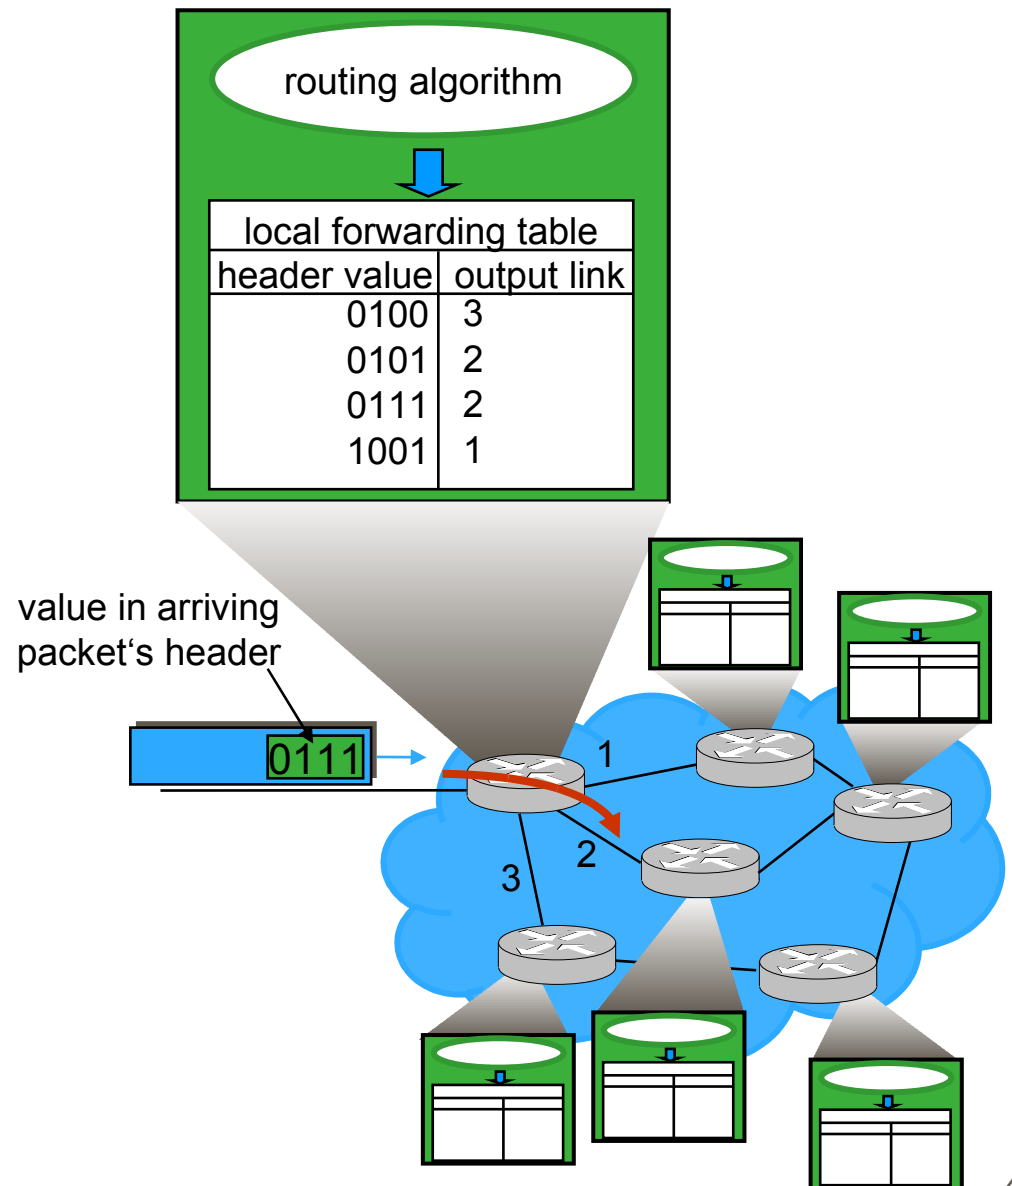 routing algorithm
local forwarding table
header value output link
0100 3
0101 2
0111 2
1001 1
value in arriving
packet‘s header
0111
1
2
3